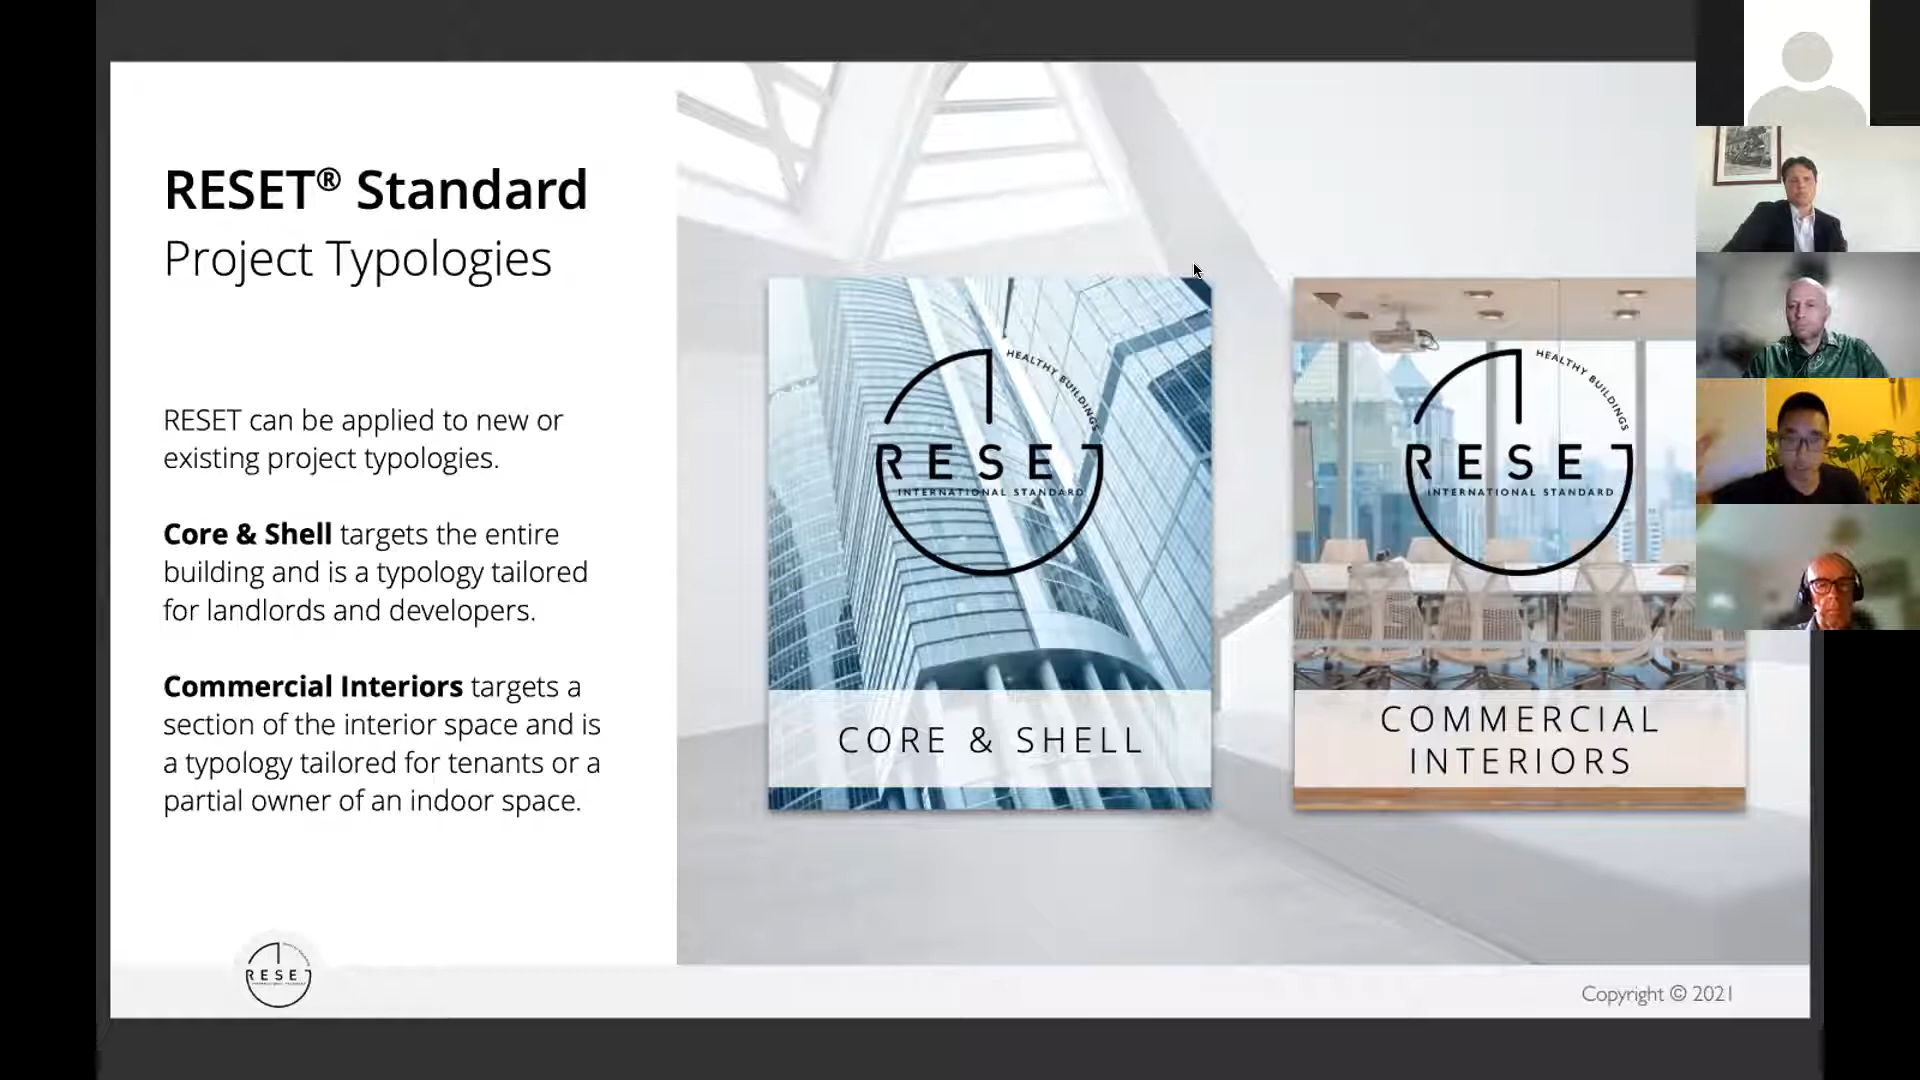 RESET® Standard
Project Typologies
RESET can be applied to new or
existing project typologies.
Core & Shell targets the entire
building and is a typology tailored
for landlords and developers.
Commercial Interiors targets a
section of the interior space and is
a typology tailored for tenants or a
partial owner of an indoor space.
HEALTHY BUILDINGS
RESET
INTERNATIONAL STANDARD
CORE & SHELL
HEALTHY BUILDINGS
RESET
INTERNATIONAL STANDARD
COMMERCIAL
INTERIORS
RESET
Copyright © 2021